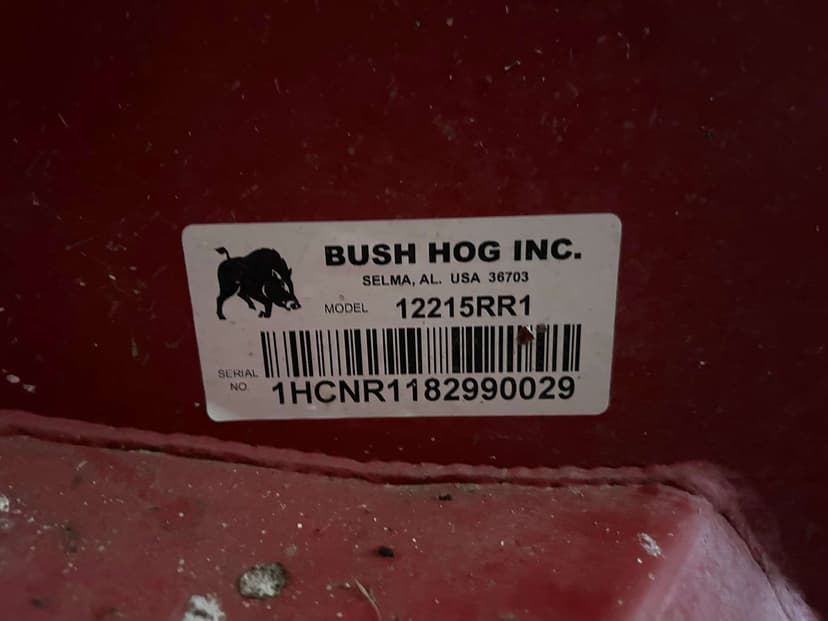 BUSH HOG INC.
SELMA, AL. USA 36703
MODEL 12215RR1
SERIAL
NO. 1HCNR1182990029